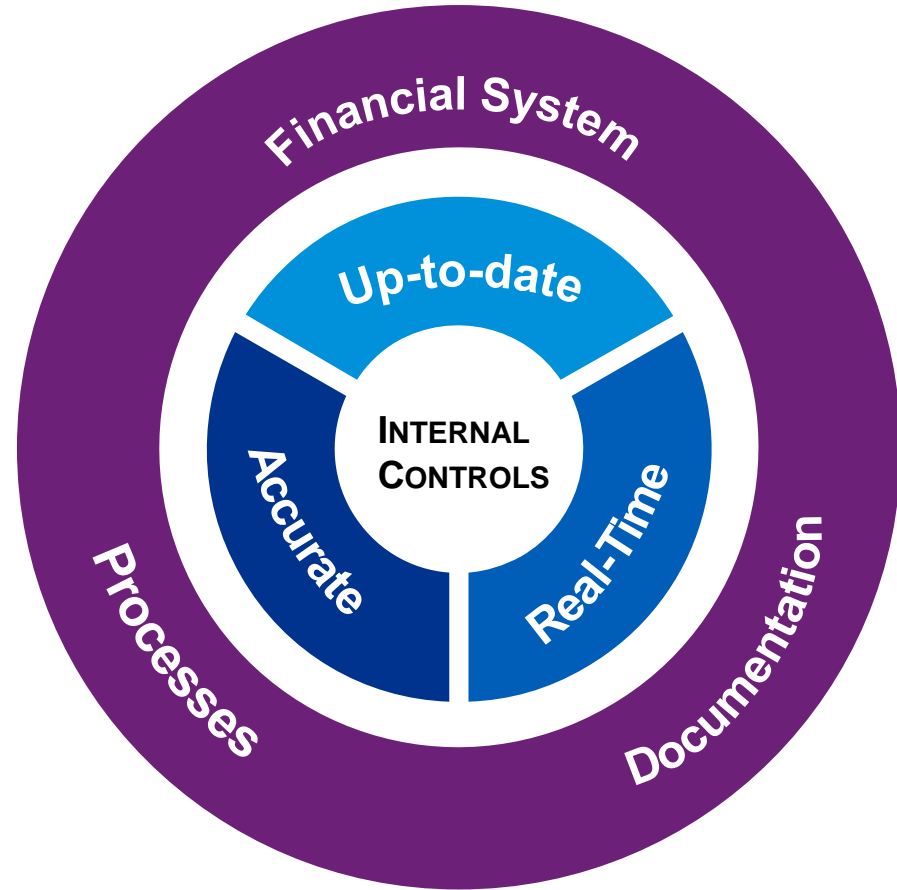 Financial System
Up-to-date
INTERNAL
CONTROLS
Accurate
Real-Time
Processes
Documentation